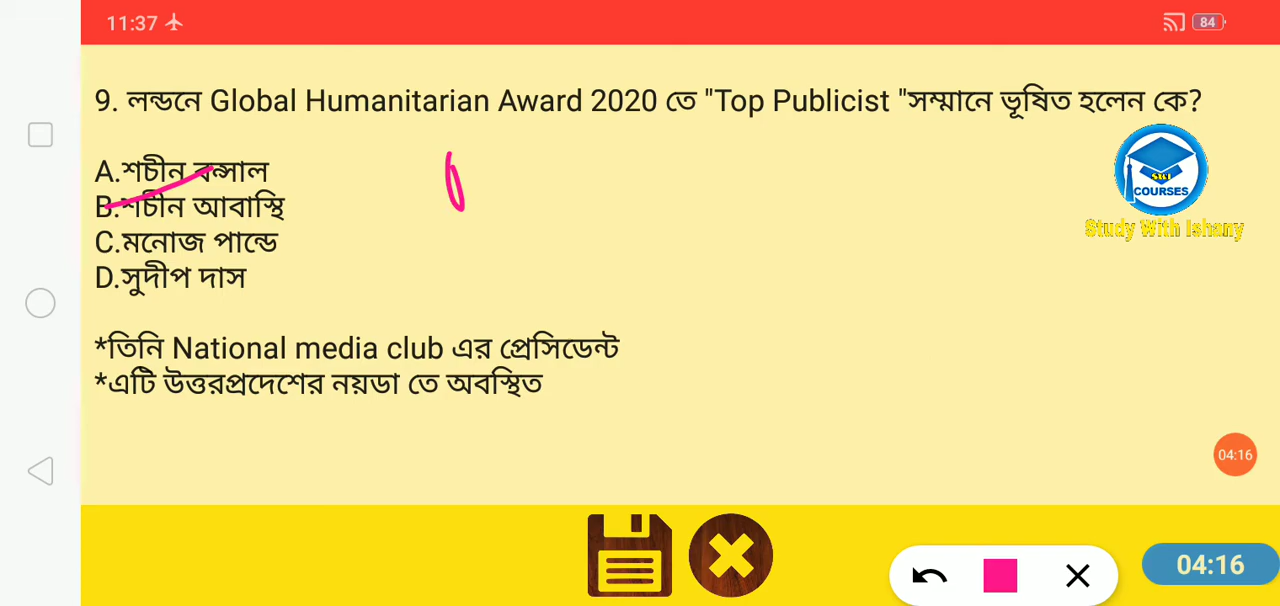 11:37
84
9. লন্ডনে Global Humanitarian Award 2020 তে "Top Publicist "সম্মানে ভূষিত হলেন কে?
A.শচীন বন্সাল
B.শচীন আবাস্থি
C.মনোজ পান্ডে
D.সুদীপ দাস
SWI
COURSES
Study With Ishany
*তিনি National media club এর প্রেসিডেন্ট
*এটি উত্তরপ্রদেশের নয়ডা তে অবস্থিত
04:16
04:16